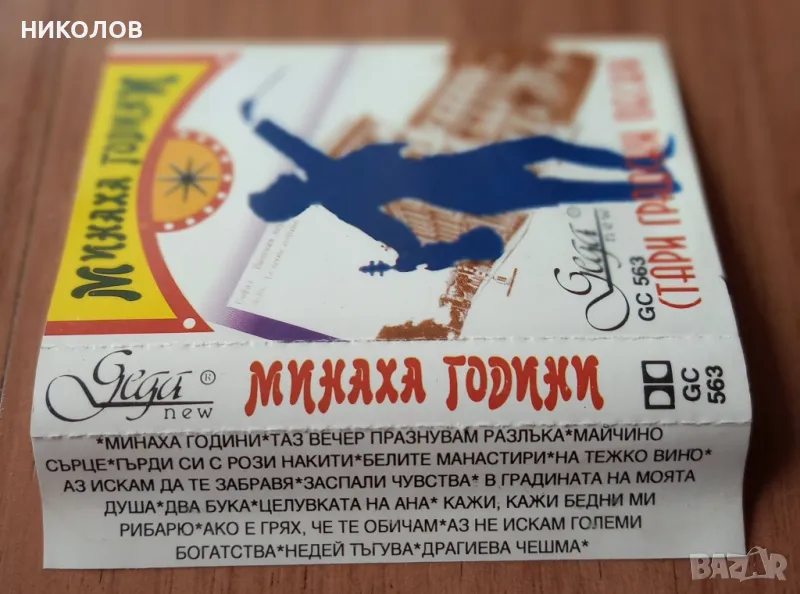 НИКОЛОВ
МИНАХА ГОДИНИ
МИНАХА ГОДИНИ
Gega ®
new
GC 563
СТАРИ ГРАДСКИ ПЕСНИ
Gega ®
new
МИНАХА ГОДИНИ
GC
563
*МИНАХА ГОДИНИ*ТАЗ ВЕЧЕР ПРАЗНУВАМ РАЗЛЪКА*МАЙЧИНО
СЪРЦЕ*ГЪРДИ СИ С РОЗИ НАКИТИ*БЕЛИТЕ МАНАСТИРИ*НА ТЕЖКО ВИНО*
АЗ ИСКАМ ДА ТЕ ЗАБРАВЯ*ЗАСПАЛИ ЧУВСТВА* В ГРАДИНАТА НА МОЯТА
ДУША*ДВА БУКА*ЦЕЛУВКАТА НА АНА* КАЖИ, КАЖИ БЕДНИ МИ
РИБАРЮ*АКО Е ГРЯХ, ЧЕ ТЕ ОБИЧАМ*АЗ НЕ ИСКАМ ГОЛЕМИ
БОГАТСТВА*НЕДЕЙ ТЪГУВА*ДРАГИЕВА ЧЕШМА*
BAZAR